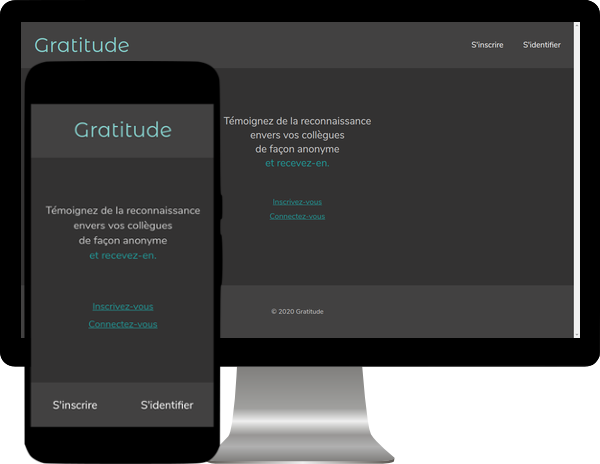 Gratitude
S'inscrire
S'identifier
Témoignez de la reconnaissance
envers vos collègues
de façon anonyme
et recevez-en.
Inscrivez-vous
Connectez-vous
© 2020 Gratitude
Gratitude
Témoignez de la reconnaissance
envers vos collègues
de façon anonyme
et recevez-en.
Inscrivez-vous
Connectez-vous
S'inscrire
S'identifier